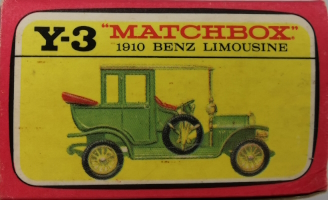 Y-3 "MATCHBOX"
1910 BENZ LIMOUSINE